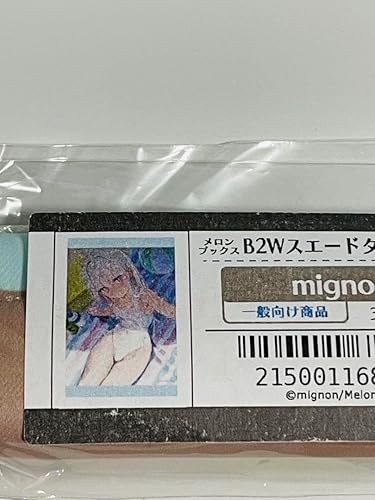 メロン
ブックス B2Wスエードタ
migno
一般向け商品
215001168
©mignon/Melon